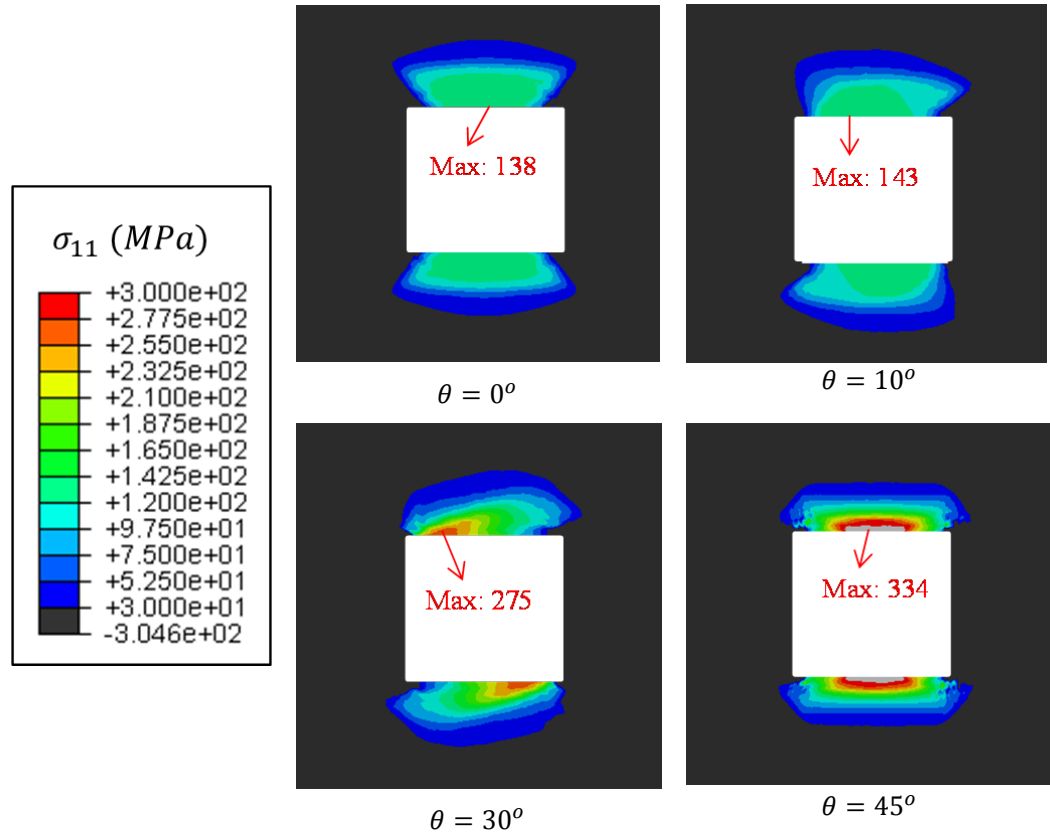 Max: 138
Max: 143
σ₁₁ (MPa)
+3.000e+02
+2.775e+02
+2.550e+02
+2.325e+02
+2.100e+02
+1.875e+02
+1.650e+02
+1.425e+02
+1.200e+02
+9.750e+01
+7.500e+01
+5.250e+01
+3.000e+01
-3.046e+02
θ = 0ᵒ
θ = 10ᵒ
Max: 275
Max: 334
θ = 30ᵒ
θ = 45ᵒ